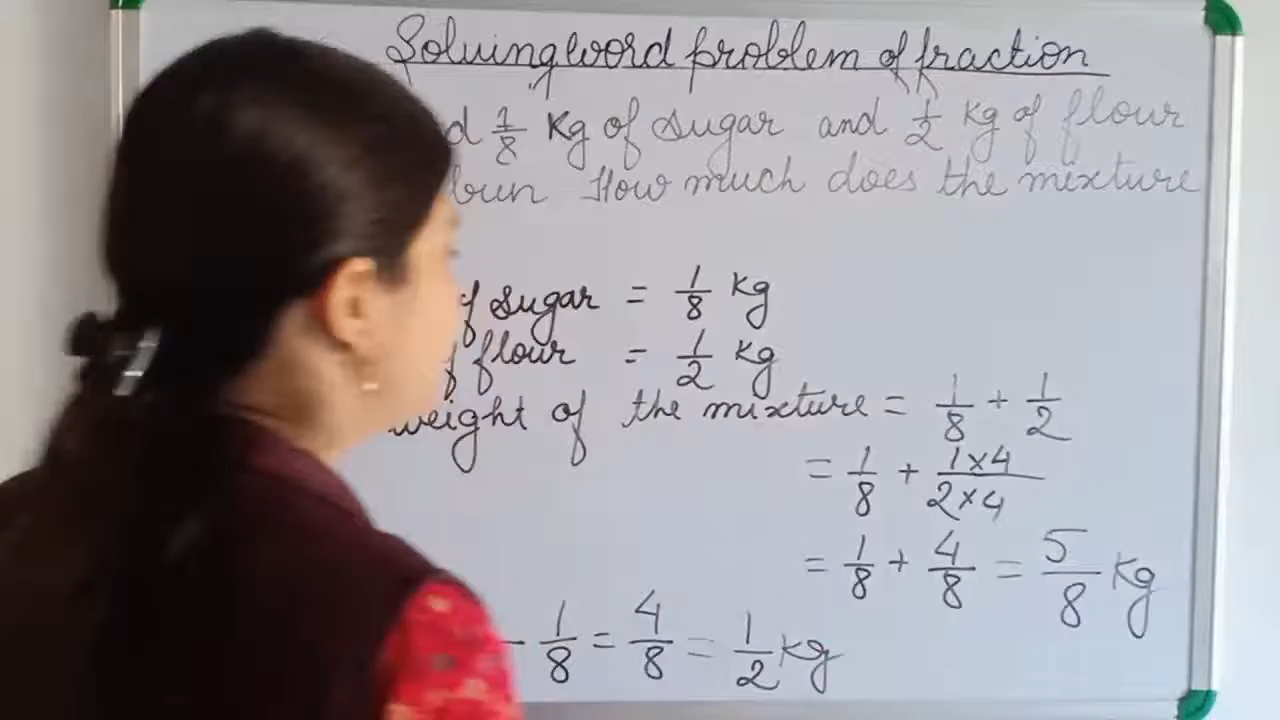 Solving word problem of fraction
1/8 Kg of sugar and 1/2 Kg of flour
bun How much does the mixture
of sugar = 1/8 Kg
flour = 1/2 Kg
weight of the mixture = 1/8 + 1/2
= 1/8 + 1×4/2×4
= 1/8 + 4/8 = 5/8 Kg
- 1/8 = 4/8 = 1/2 Kg